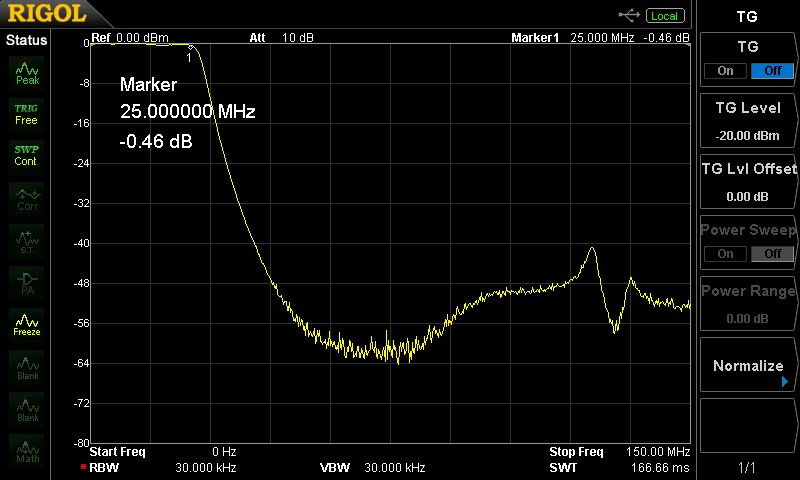 RIGOL
Local
TG
Status
Ref 0.00 dBm Att 10 dB Marker1 25.000 MHz -0.46 dB
TG
On Off
Peak
TRIG
Free
SWP
Cont
Corr
S.T.
PA
Freeze
Blank
Blank
Math
0
-8
-16
-24
-32
-40
-48
-56
-64
-72
-80
1
Marker
25.000000 MHz
-0.46 dB
TG Level
-20.00 dBm
TG Lvl Offset
0.00 dB
Power Sweep
On Off
Power Range
0.00 dB
Normalize
Start Freq 0 Hz Stop Freq 150.00 MHz
RBW 30.000 kHz VBW 30.000 kHz SWT 166.66 ms
1/1